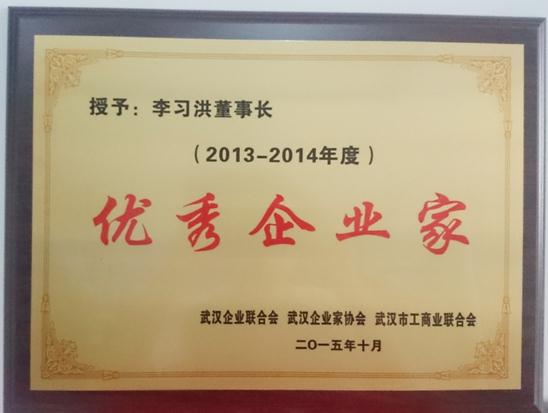 授予：李习洪董事长
（2013-2014年度）
优秀企业家
武汉企业联合会 武汉企业家协会 武汉市工商业联合会
二〇一五年十月